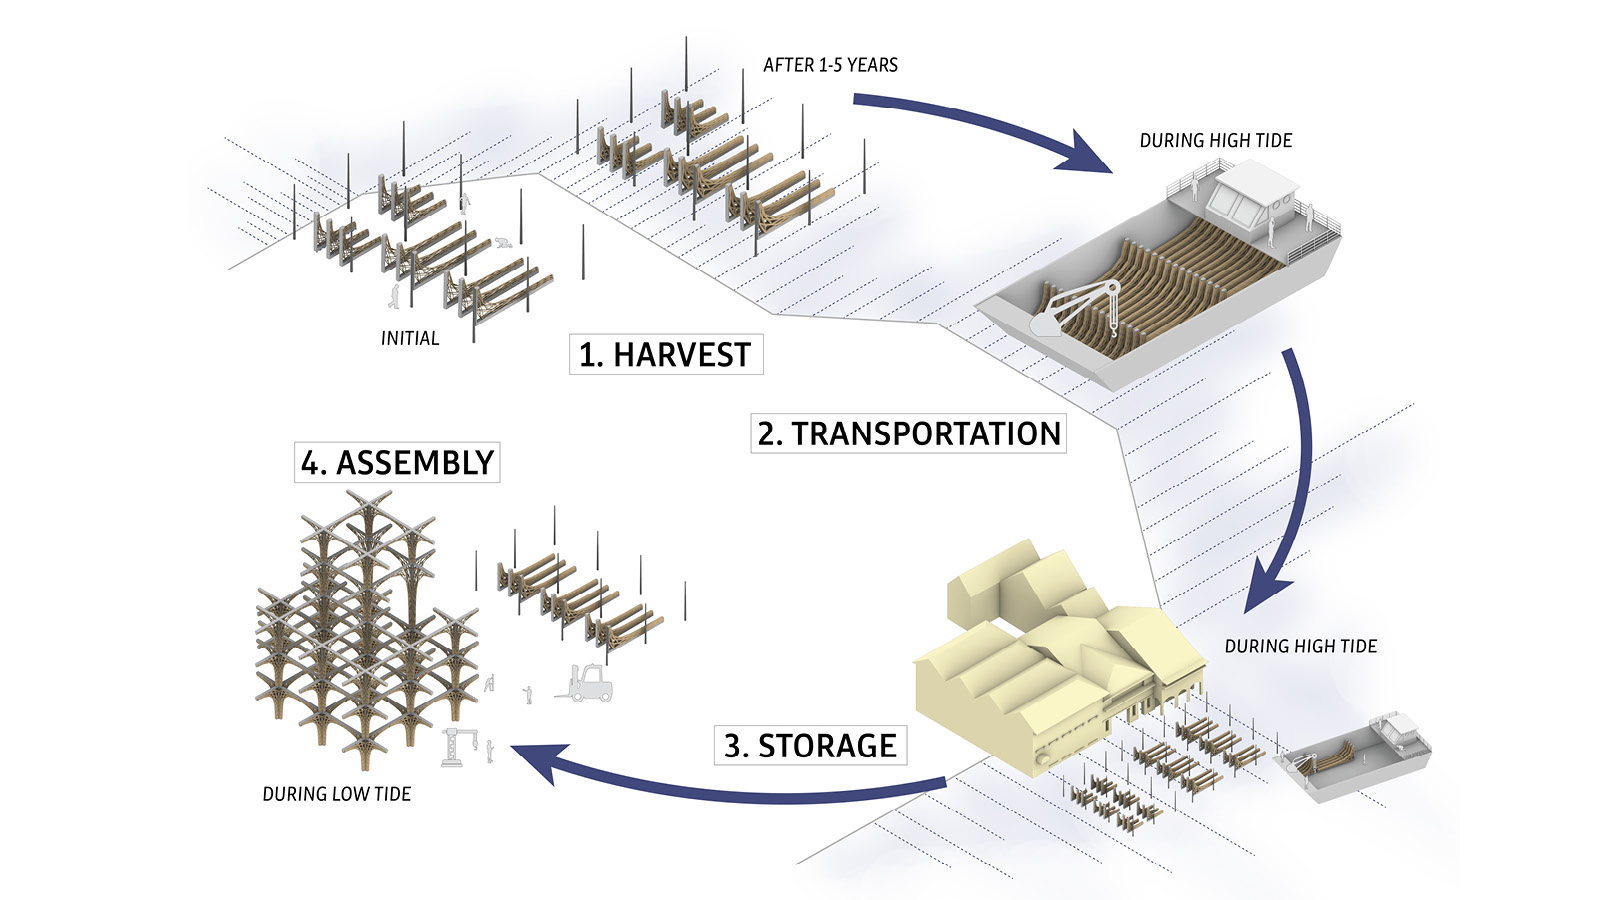 AFTER 1-5 YEARS
DURING HIGH TIDE
INITIAL
1. HARVEST
2. TRANSPORTATION
4. ASSEMBLY
DURING HIGH TIDE
3. STORAGE
DURING LOW TIDE